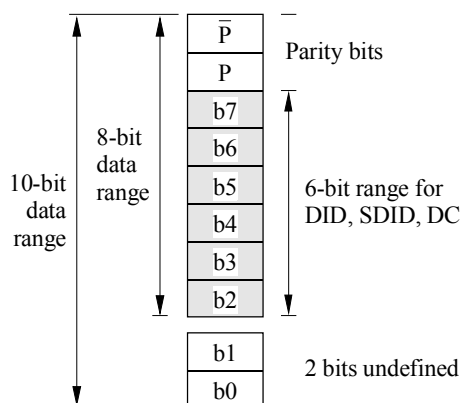 P̅
P
b7
b6
b5
b4
b3
b2
b1
b0
10-bit
data
range
8-bit
data
range
Parity bits
6-bit range for
DID, SDID, DC
2 bits undefined